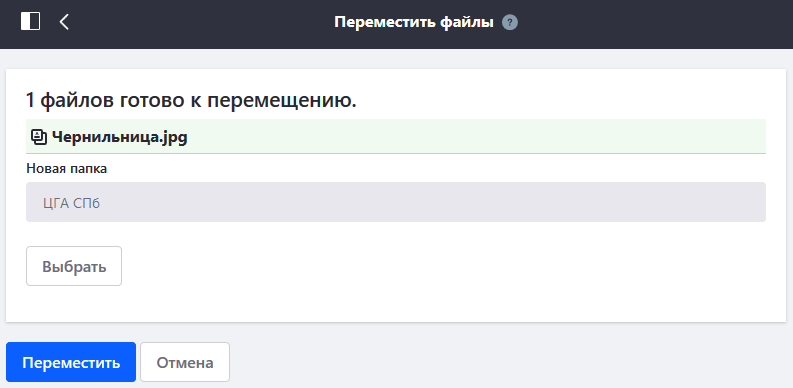 Переместить файлы ?
1 файлов готово к перемещению.
Чернильница.jpg
Новая папка
ЦГА СПб
Выбрать
Переместить Отмена